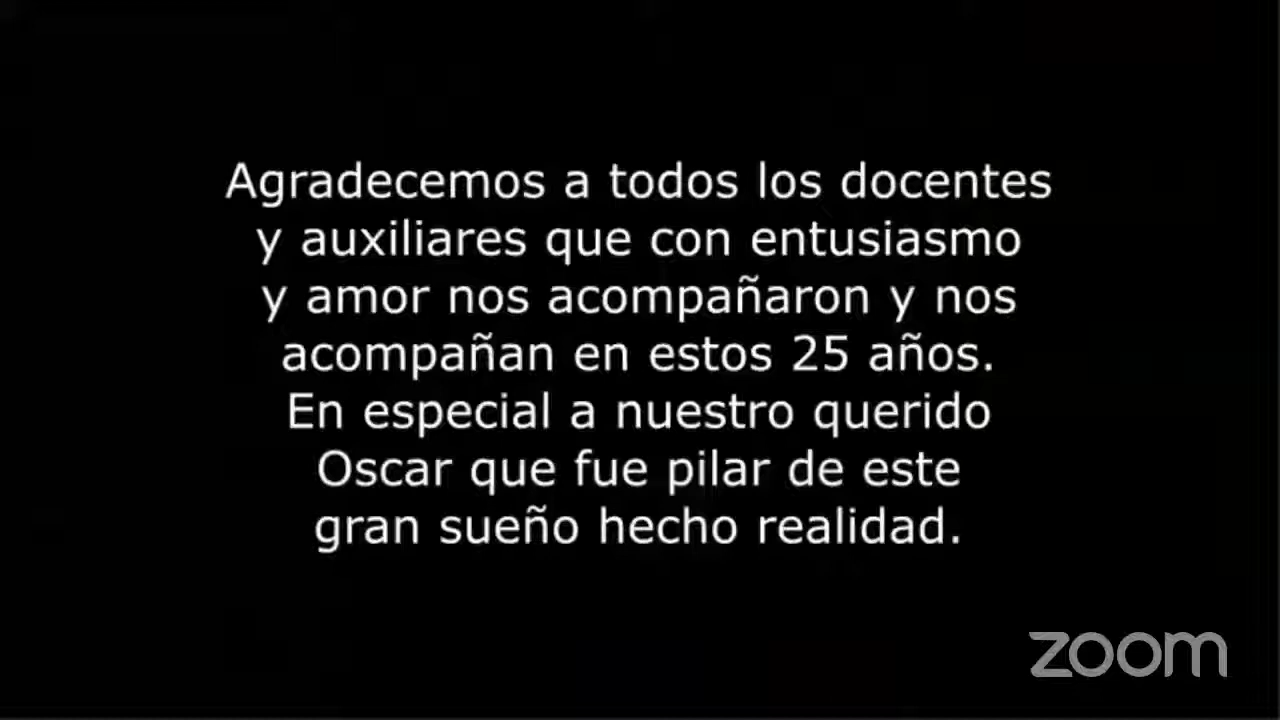 Agradecemos a todos los docentes
y auxiliares que con entusiasmo
y amor nos acompañaron y nos
acompañan en estos 25 años.
En especial a nuestro querido
Oscar que fue pilar de este
gran sueño hecho realidad.
zoom